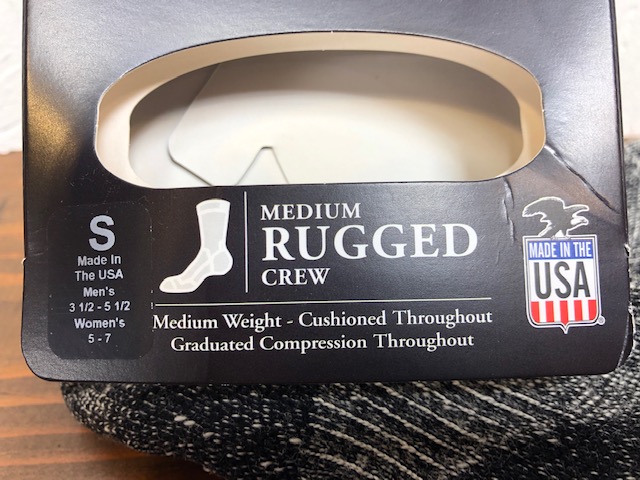 S
Made In
The USA
Men's
3 1/2 - 5 1/2
Women's
5 - 7
MEDIUM
RUGGED
CREW
Medium Weight - Cushioned Throughout
Graduated Compression Throughout
MADE IN THE
USA
®